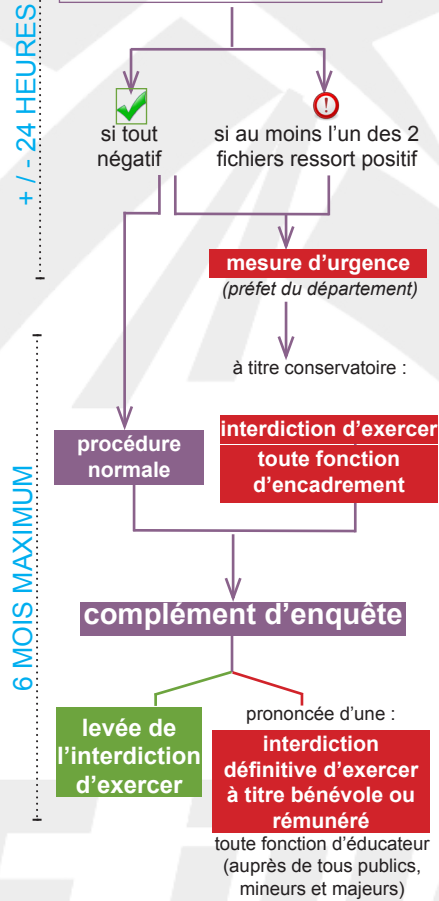 + / - 24 HEURES
si tout
négatif
si au moins l'un des 2
fichiers ressort positif
mesure d'urgence
(préfet du département)
à titre conservatoire :
6 MOIS MAXIMUM
procédure
normale
interdiction d'exercer
toute fonction
d'encadrement
complément d'enquête
levée de
l'interdiction
d'exercer
prononcée d'une :
interdiction
définitive d'exercer
à titre bénévole ou
rémunéré
toute fonction d'éducateur
(auprès de tous publics,
mineurs et majeurs)